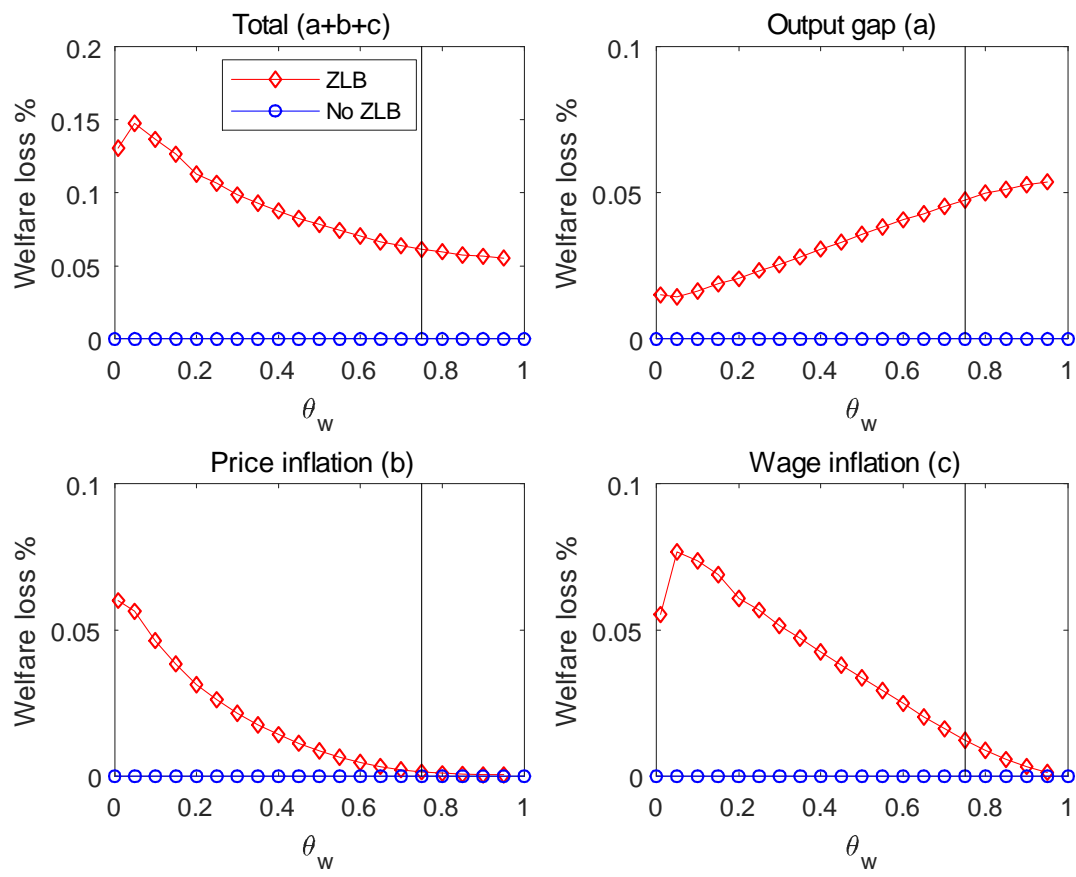 Total (a+b+c)
Welfare loss %
0.2
0.15
0.1
0.05
0
ZLB
No ZLB
0 0.2 0.4 0.6 0.8 1
θw
Output gap (a)
Welfare loss %
0.1
0.05
0
0 0.2 0.4 0.6 0.8 1
θw
Price inflation (b)
Welfare loss %
0.1
0.05
0
0 0.2 0.4 0.6 0.8 1
θw
Wage inflation (c)
Welfare loss %
0.1
0.05
0
0 0.2 0.4 0.6 0.8 1
θw